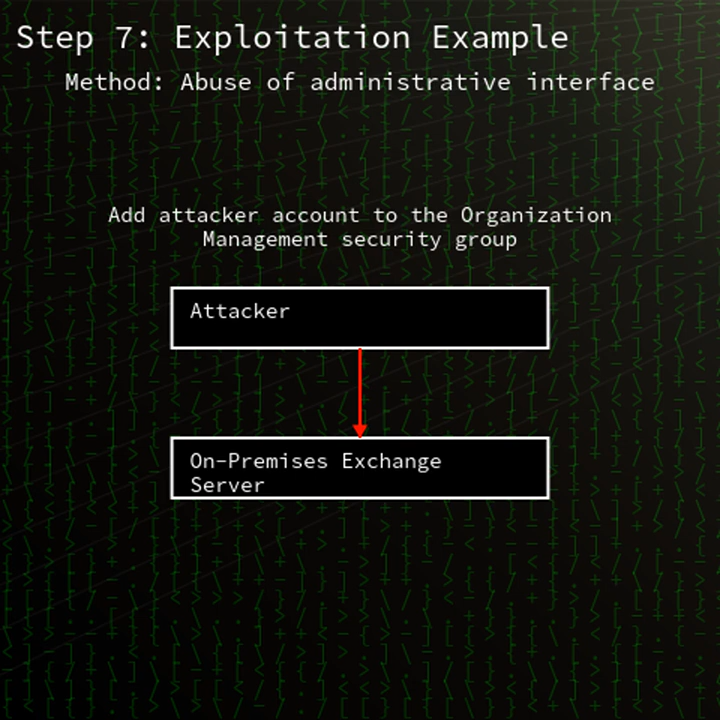 Step 7: Exploitation Example
Method: Abuse of administrative interface
Add attacker account to the Organization
Management security group
Attacker
On-Premises Exchange
Server